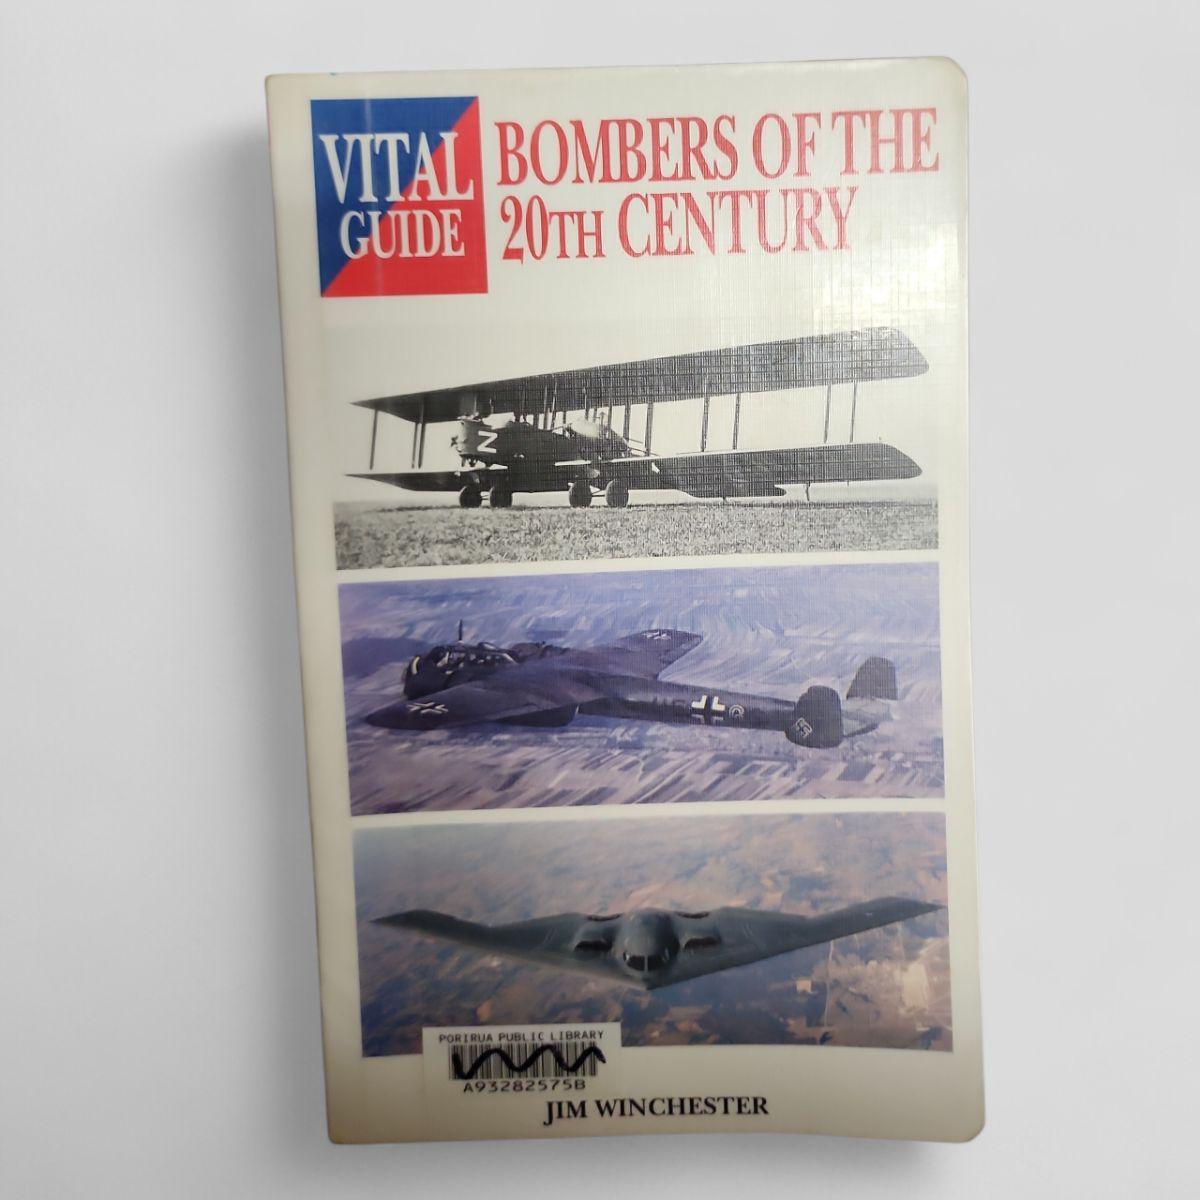 VITAL
GUIDE
BOMBERS OF THE
20TH CENTURY
Z
PORIRUA PUBLIC LIBRARY
A93282575B
JIM WINCHESTER